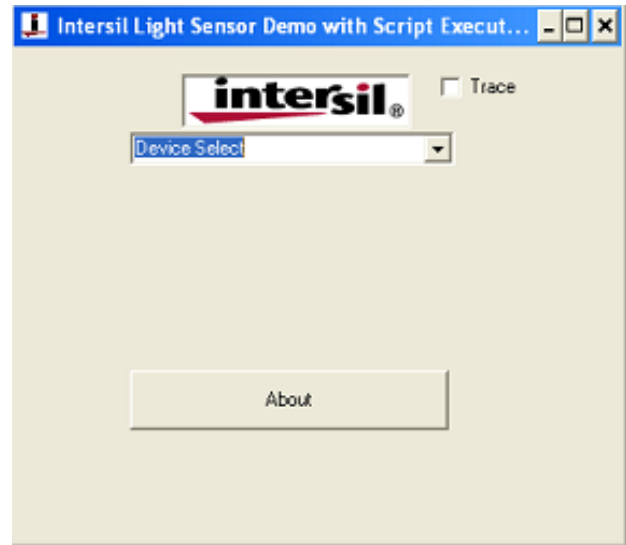 Intersil Light Sensor Demo with Script Execut...
intersil® Trace
Device Select
About